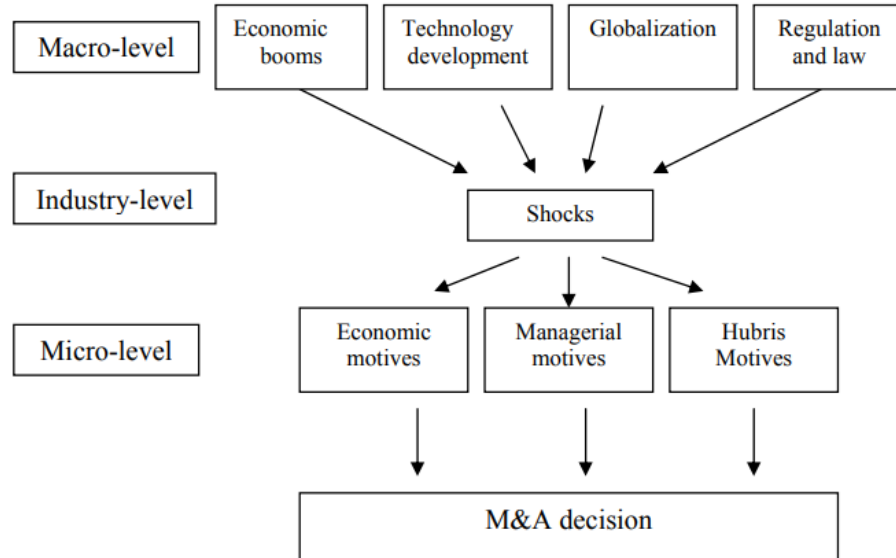 Macro-level
Economic
booms
Technology
development
Globalization
Regulation
and law
Industry-level
Shocks
Micro-level
Economic
motives
Managerial
motives
Hubris
Motives
M&A decision